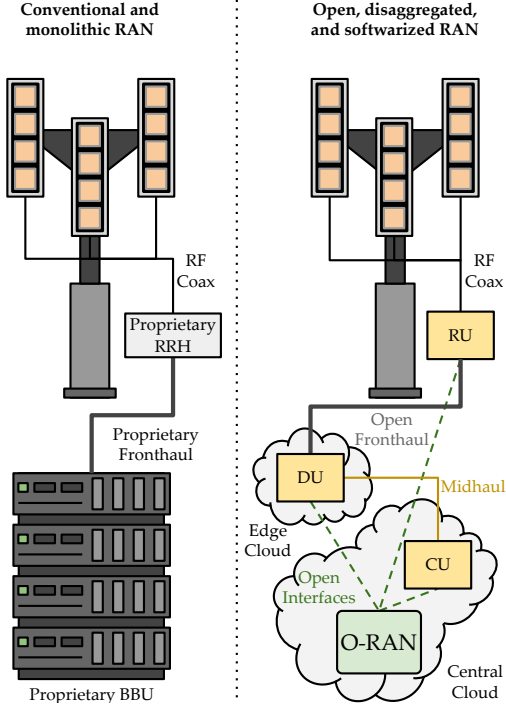 Conventional and
monolithic RAN
RF
Coax
Proprietary
RRH
Proprietary
Fronthaul
Proprietary BBU
Open, disaggregated,
and softwarized RAN
RF
Coax
RU
Open
Fronthaul
DU
Midhaul
Edge
Cloud
CU
Open
Interfaces
O-RAN
Central
Cloud